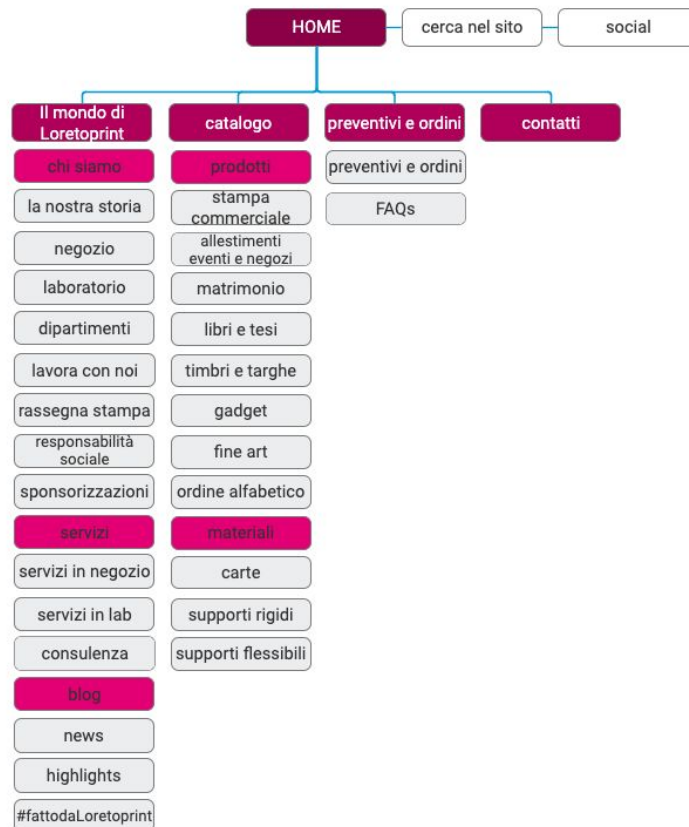 HOME
cerca nel sito
social
Il mondo di
Loretoprint
catalogo
preventivi e ordini
contatti
chi siamo
la nostra storia
negozio
laboratorio
dipartimenti
lavora con noi
rassegna stampa
responsabilità
sociale
sponsorizzazioni
servizi
servizi in negozio
servizi in lab
consulenza
blog
news
highlights
#fattodaLoretoprint
prodotti
stampa
commerciale
allestimenti
eventi e negozi
matrimonio
libri e tesi
timbri e targhe
gadget
fine art
ordine alfabetico
materiali
carte
supporti rigidi
supporti flessibili
preventivi e ordini
FAQs